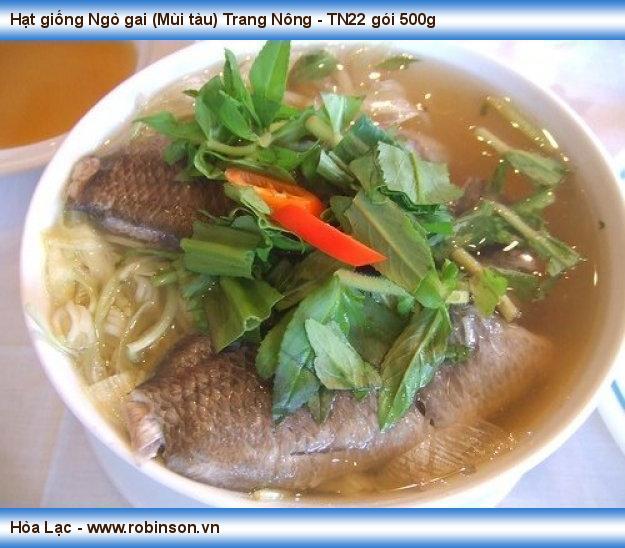 Hạt giống Ngò gai (Mùi tàu) Trang Nông - TN22 gói 500g
Hòa Lạc - www.robinson.vn